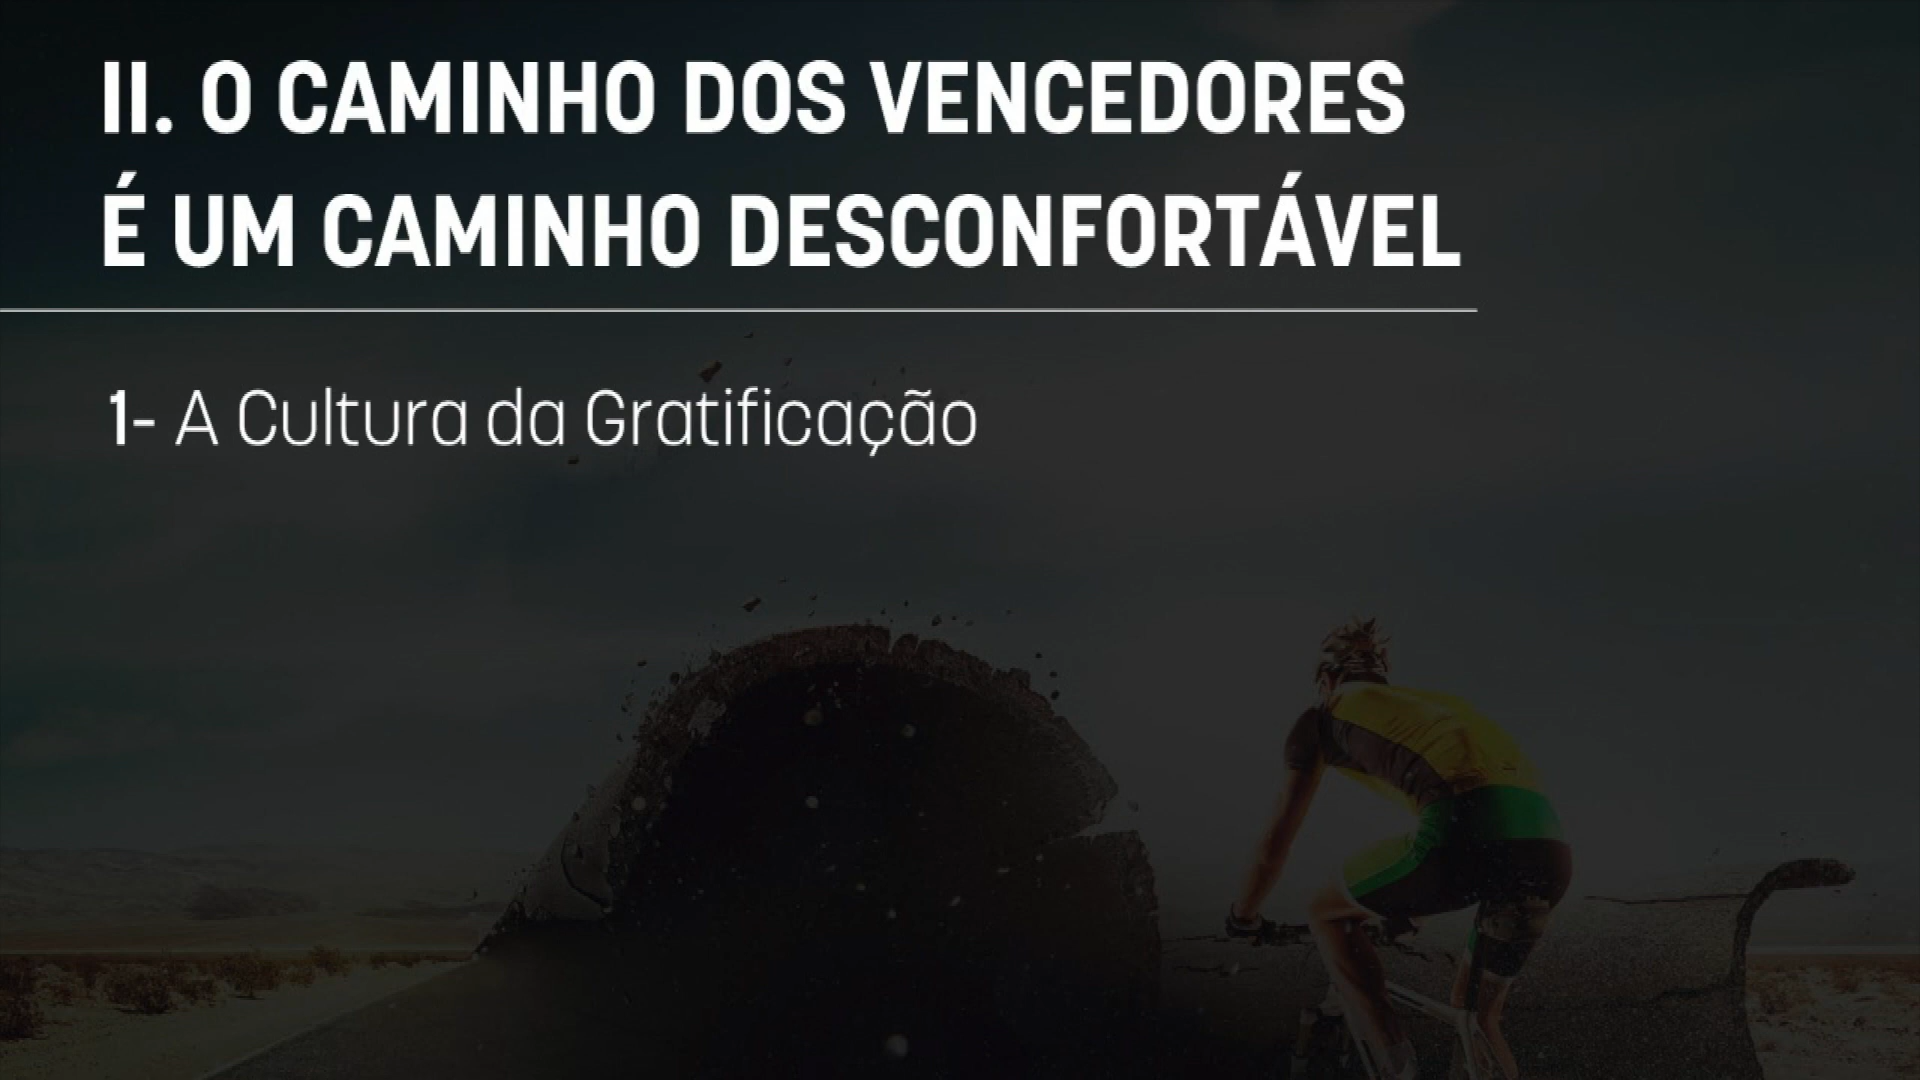 II. O CAMINHO DOS VENCEDORES
É UM CAMINHO DESCONFORTÁVEL
1- A Cultura da Gratificação